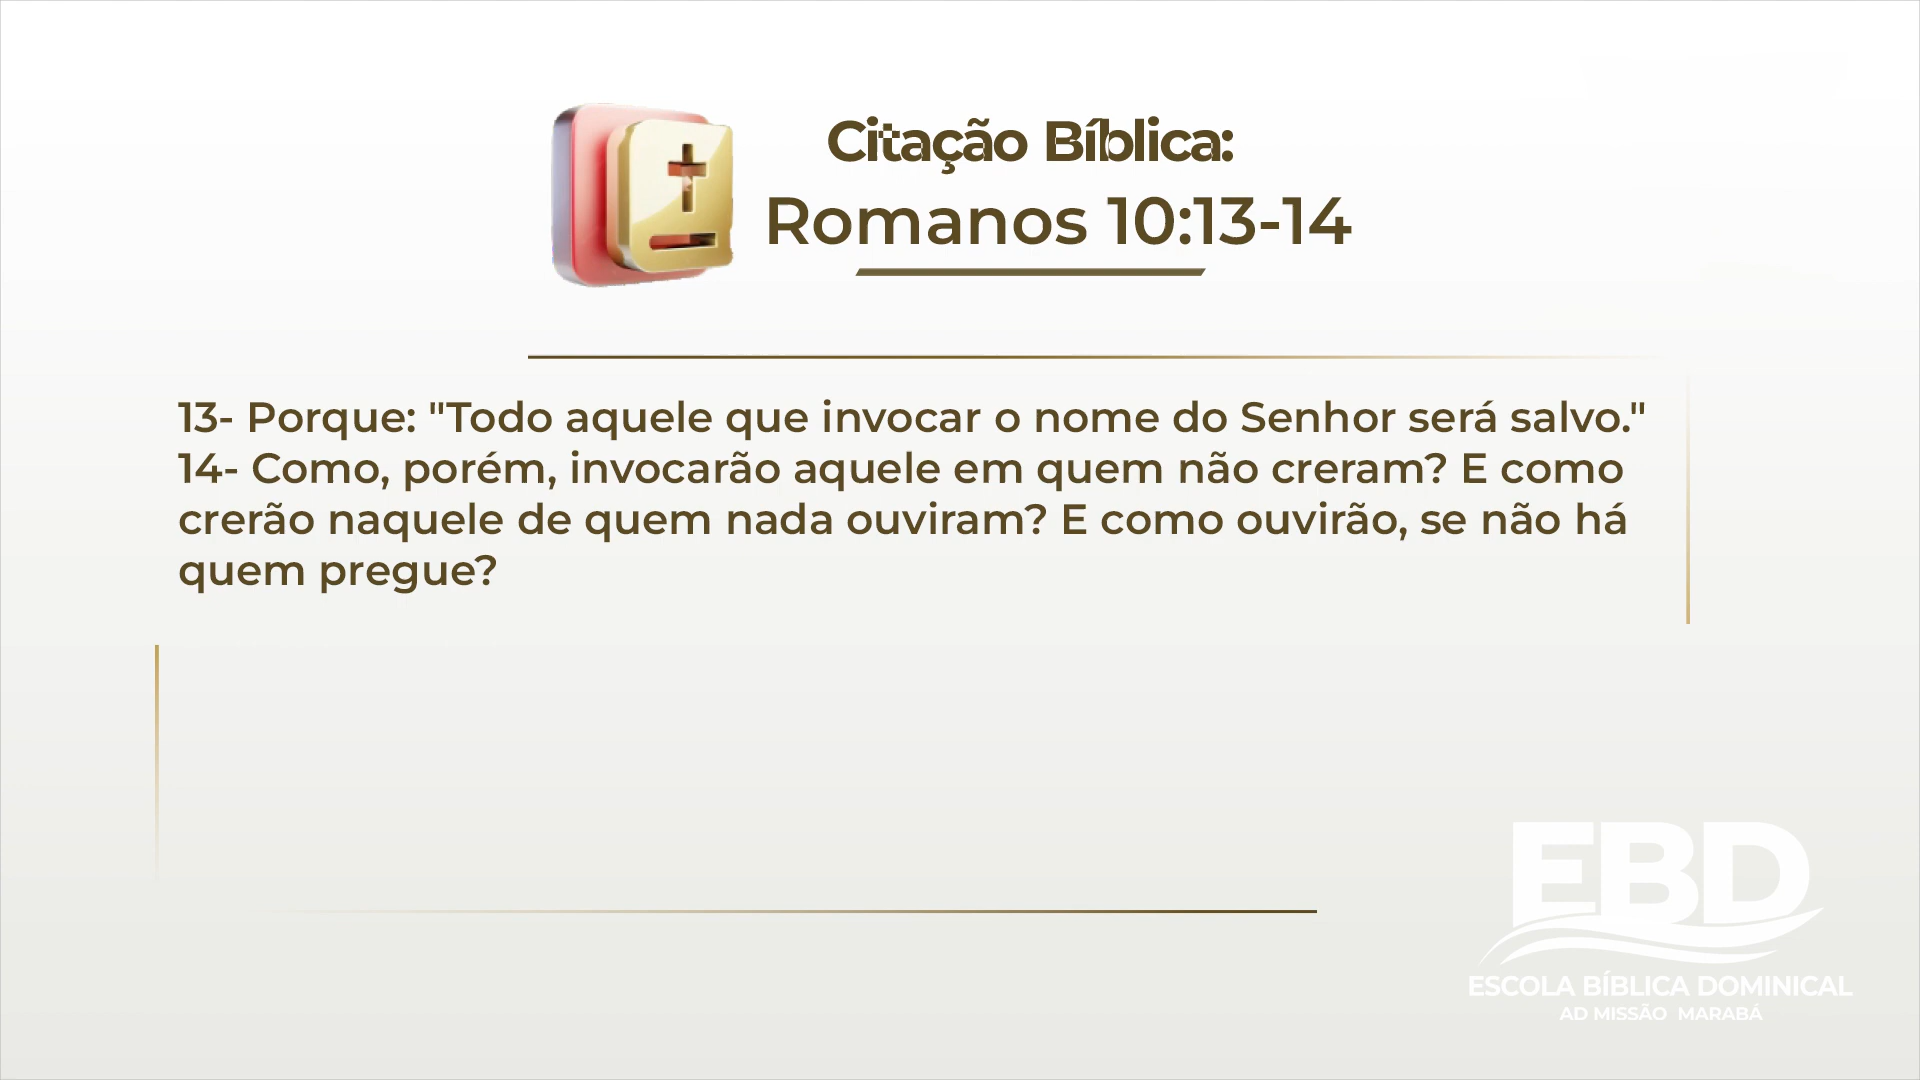 Citação Bíblica:
Romanos 10:13-14
13- Porque: "Todo aquele que invocar o nome do Senhor será salvo."
14- Como, porém, invocarão aquele em quem não creram? E como
crerão naquele de quem nada ouviram? E como ouvirão, se não há
quem pregue?
EBD
ESCOLA BÍBLICA DOMINICAL
AD MISSÃO MARABÁ